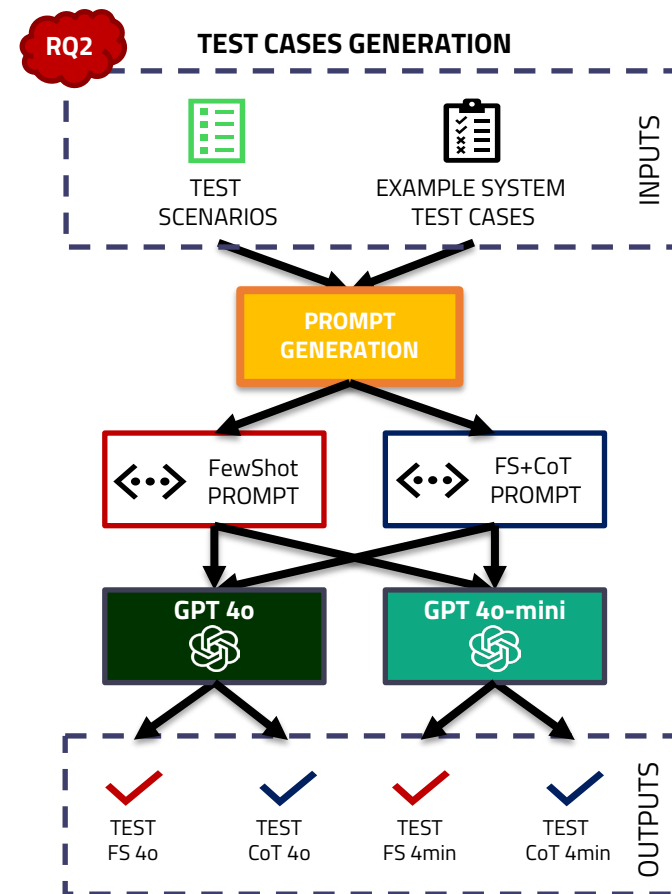 RQ2
TEST CASES GENERATION
INPUTS
TEST
SCENARIOS
EXAMPLE SYSTEM
TEST CASES
PROMPT
GENERATION
FewShot
PROMPT
FS+CoT
PROMPT
GPT 4o
GPT 4o-mini
OUTPUTS
TEST
FS 4o
TEST
CoT 4o
TEST
FS 4min
TEST
CoT 4min